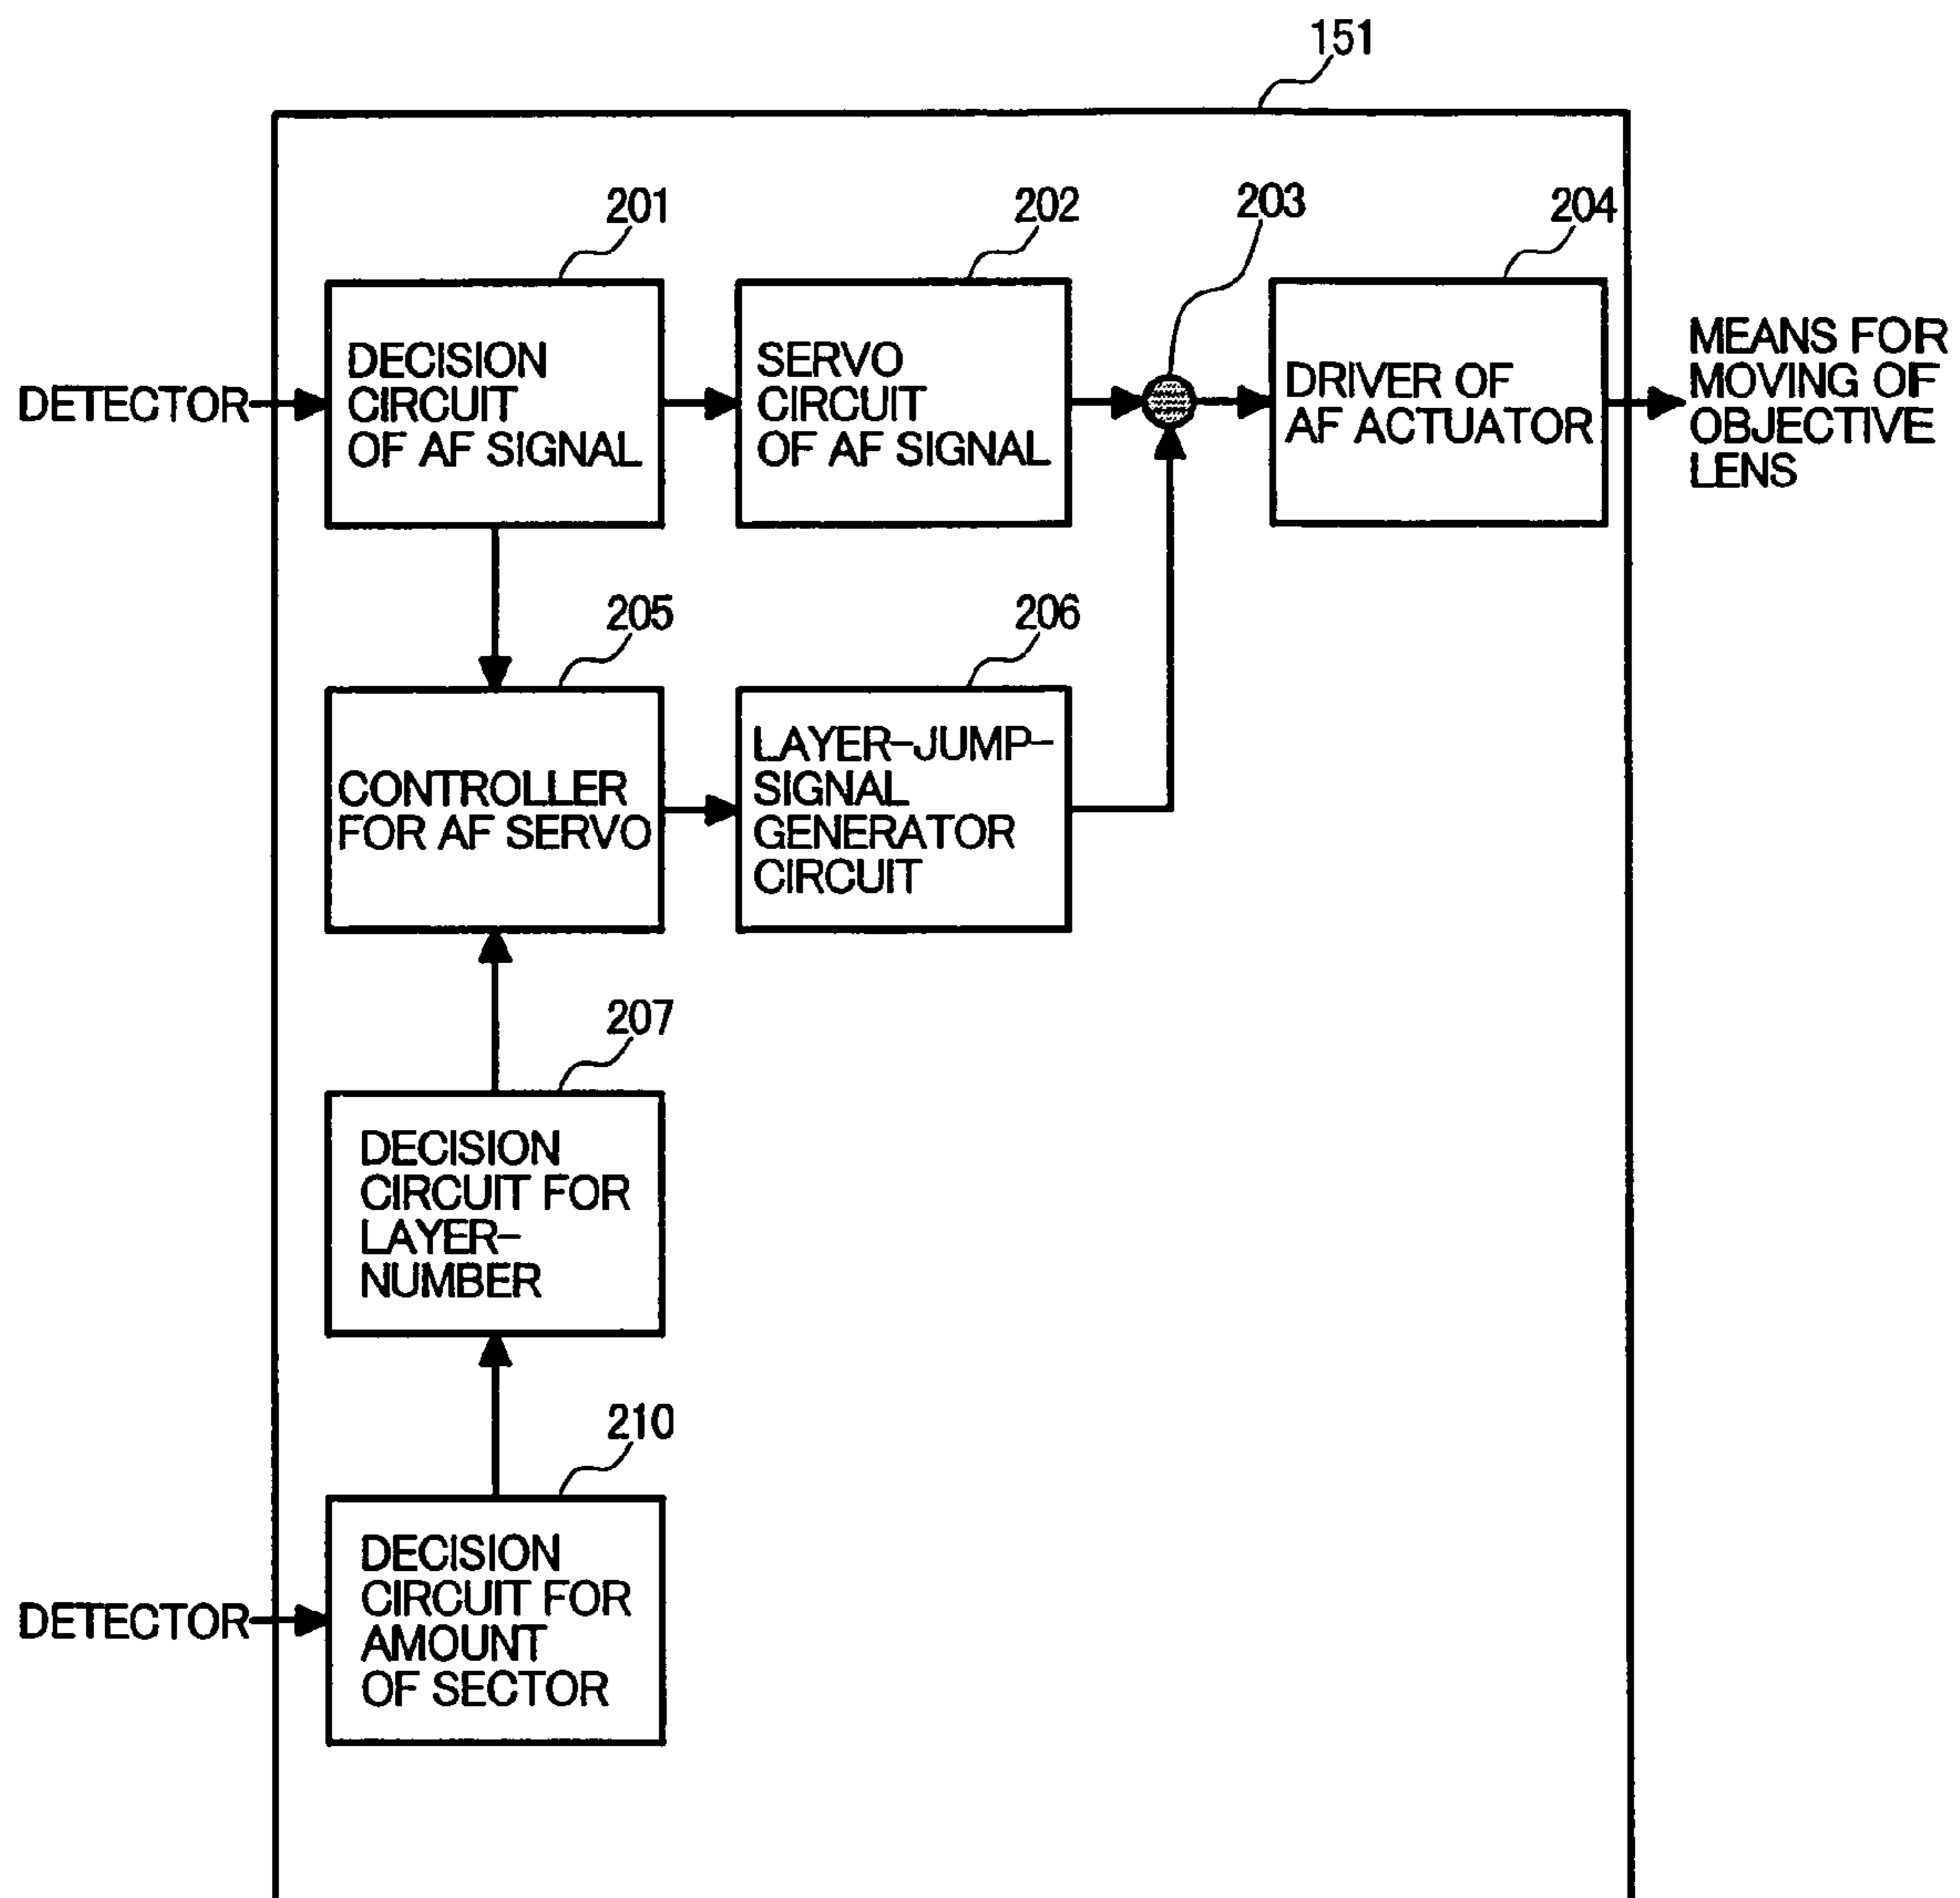 151
201
202
203
204
DETECTOR
DECISION
CIRCUIT
OF AF SIGNAL
SERVO
CIRCUIT
OF AF SIGNAL
DRIVER OF
AF ACTUATOR
MEANS FOR
MOVING OF
OBJECTIVE
LENS
205
206
CONTROLLER
FOR AF SERVO
LAYER-JUMP-
SIGNAL
GENERATOR
CIRCUIT
207
DECISION
CIRCUIT FOR
LAYER-
NUMBER
210
DETECTOR
DECISION
CIRCUIT FOR
AMOUNT
OF SECTOR